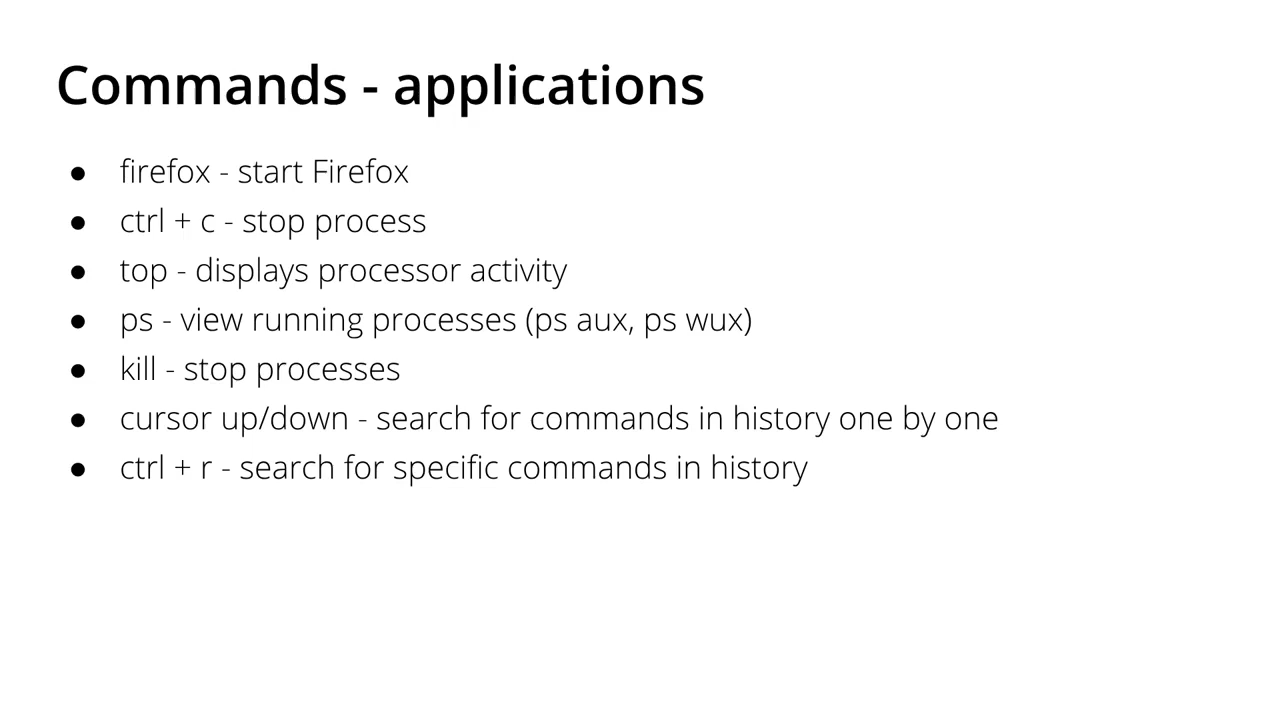 Commands - applications
● firefox - start Firefox
● ctrl + c - stop process
● top - displays processor activity
● ps - view running processes (ps aux, ps wux)
● kill - stop processes
● cursor up/down - search for commands in history one by one
● ctrl + r - search for specific commands in history